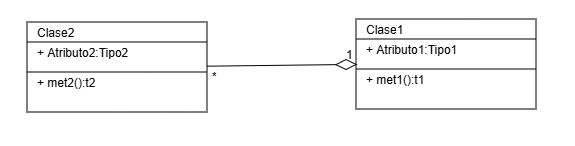 Clase2
+ Atributo2:Tipo2
+ met2():t2
*
1
Clase1
+ Atributo1:Tipo1
+ met1():t1